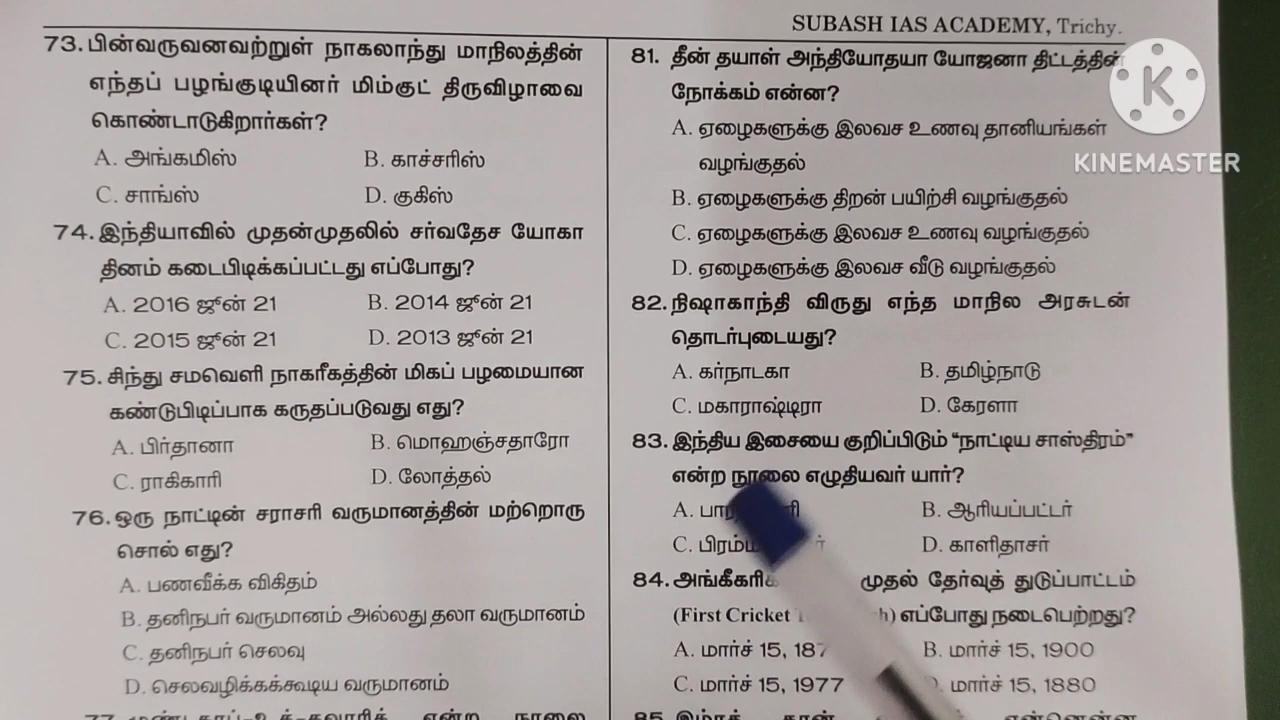 SUBASH IAS ACADEMY, Trichy.
73. பின்வருவனவற்றுள் நாகலாந்து மாநிலத்தின்
எந்தப் பழங்குடியினர் மிம்குட் திருவிழாவை
கொண்டாடுகிறார்கள்?
A. அங்கமிஸ் B. காச்சரிஸ்
C. சாங்ஸ் D. குகிஸ்
74. இந்தியாவில் முதன்முதலில் சர்வதேச யோகா
தினம் கடைபிடிக்கப்பட்டது எப்போது?
A. 2016 ஜூன் 21 B. 2014 ஜூன் 21
C. 2015 ஜூன் 21 D. 2013 ஜூன் 21
75. சிந்து சமவெளி நாகரீகத்தின் மிகப் பழமையான
கண்டுபிடிப்பாக கருதப்படுவது எது?
A. பிர்தானா B. மொஹஞ்சதாரோ
C. ராகிகாரி D. லோத்தல்
76. ஒரு நாட்டின் சராசரி வருமானத்தின் மற்றொரு
சொல் எது?
A. பணவீக்க விகிதம்
B. தனிநபர் வருமானம் அல்லது தலா வருமானம்
C. தனிநபர் செலவு
D. செலவழிக்கக்கூடிய வருமானம்
77. என்ற நூலை
81. தீன் தயாள் அந்தியோதயா யோஜனா திட்டத்தின்
நோக்கம் என்ன?
A. ஏழைகளுக்கு இலவச உணவு தானியங்கள்
வழங்குதல்
B. ஏழைகளுக்கு திறன் பயிற்சி வழங்குதல்
C. ஏழைகளுக்கு இலவச உணவு வழங்குதல்
D. ஏழைகளுக்கு இலவச வீடு வழங்குதல்
82. நிஷாகாந்தி விருது எந்த மாநில அரசுடன்
தொடர்புடையது?
A. கர்நாடகா B. தமிழ்நாடு
C. மகாராஷ்டிரா D. கேரளா
83. இந்திய இசையை குறிப்பிடும் "நாட்டிய சாஸ்திரம்"
என்ற நூலை எழுதியவர் யார்?
A. B. ஆரியப்பட்டர்
C. D. காளிதாசர்
84. முதல் தேர்வுத் துடுப்பாட்டம்
(First Cricket எப்போது நடைபெற்றது?
A. மார்ச் 15, B. மார்ச் 15, 1900
C. மார்ச் 15, 1977 மார்ச் 15, 1880
85.
K
KINEMASTER